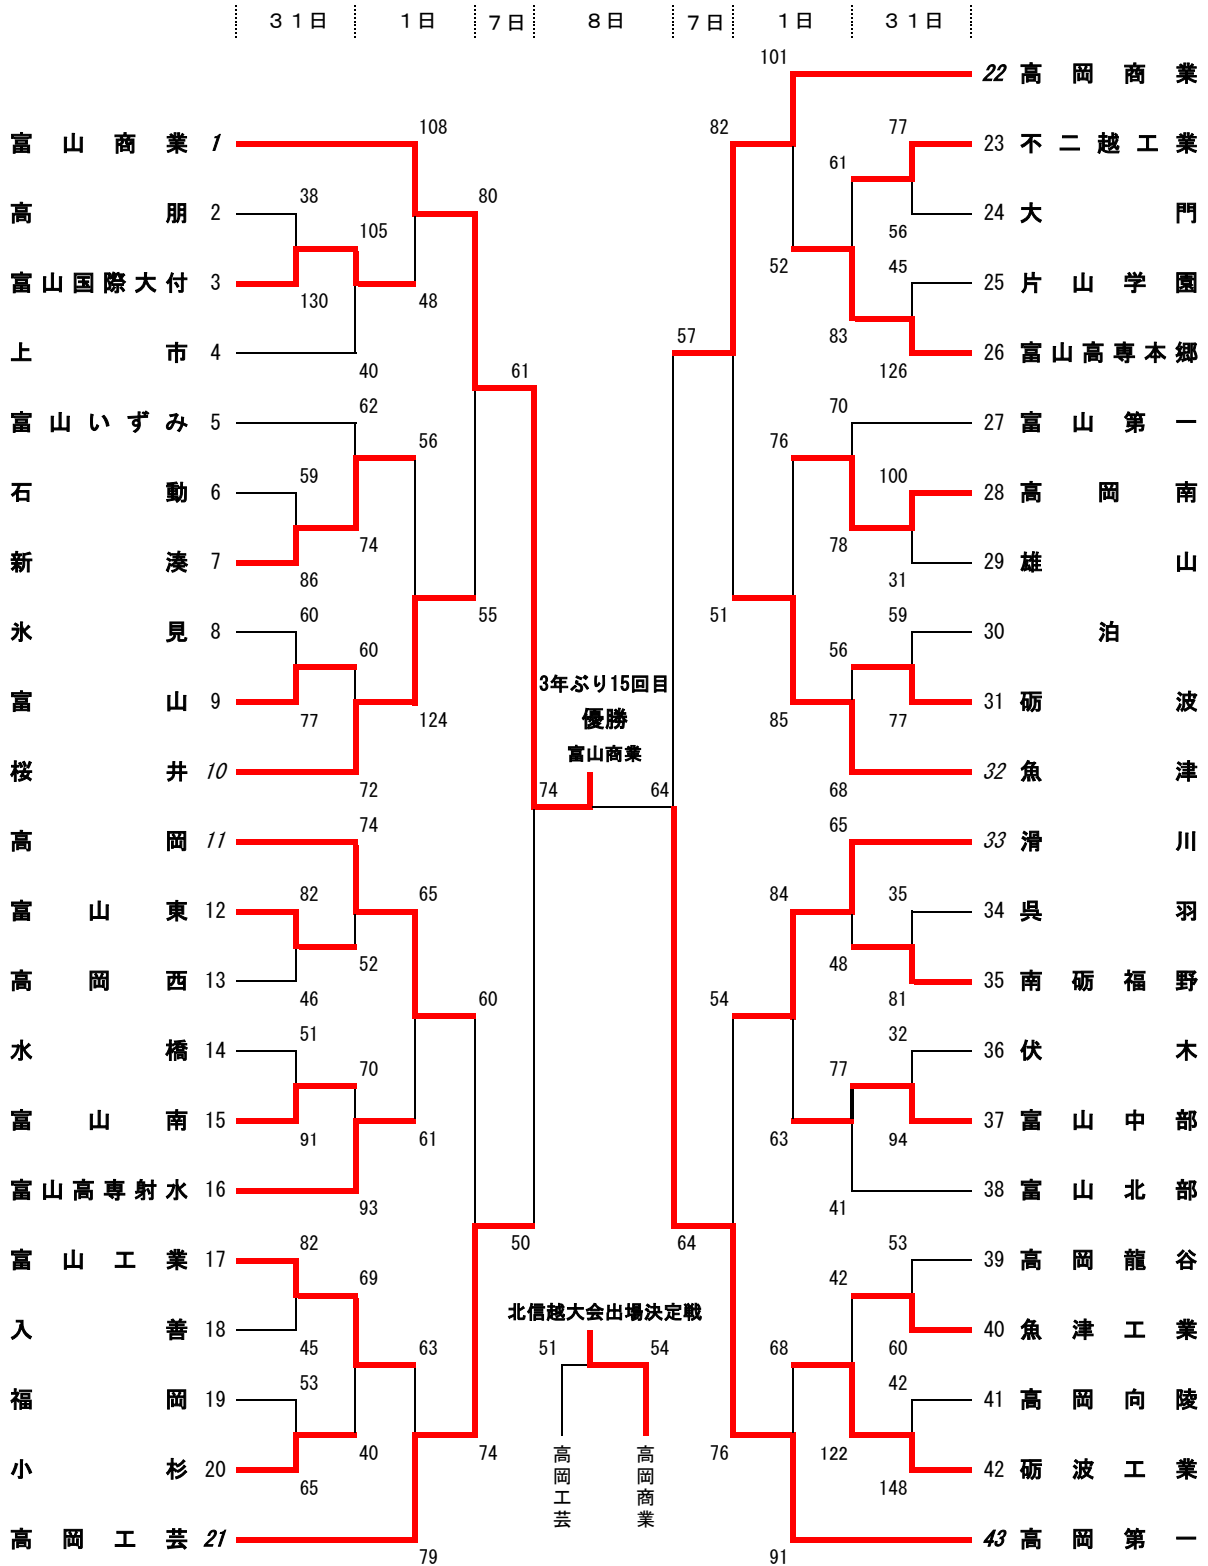 31日 1日 7日 8日 7日 1日 31日
101
22 高岡商業
108 82 77
富山商業 1
23 不二越工業
61
38 80
高朋 2
24 大門
105 56
52 45
富山国際大付 3
25 片山学園
130 48
57 83
上市 4
26 富山高専本郷
40 61 126
62 70
富山いずみ 5
27 富山第一
56 76
59 100
石動 6
28 高岡南
74 78
新湊 7
29 雄山
86 31
60 55 51 59
氷見 8
30 泊
60 56
3年ぶり15回目
富山 9
31 砺波
77 124 優勝 85 77
富山商業
桜井 10
32 魚津
72 74 64 68
74 65
高岡 11
33 滑川
82 65 84 35
富山東 12
34 呉羽
52 48
高岡西 13
35 南砺福野
46 60 54 81
51 32
水橋 14
36 伏木
70 77
富山南 15
37 富山中部
91 61 63 94
富山高専射水 16
38 富山北部
93 41
82 50 64 53
富山工業 17
39 高岡龍谷
69 42
北信越大会出場決定戦
入善 18
40 魚津工業
45 63 51 54 68 60
53 42
福岡 19
41 高岡向陵
40 74 76 122
小杉 20
42 砺波工業
65 148
高岡工芸
高岡商業
高岡工芸 21
43 高岡第一
79 91